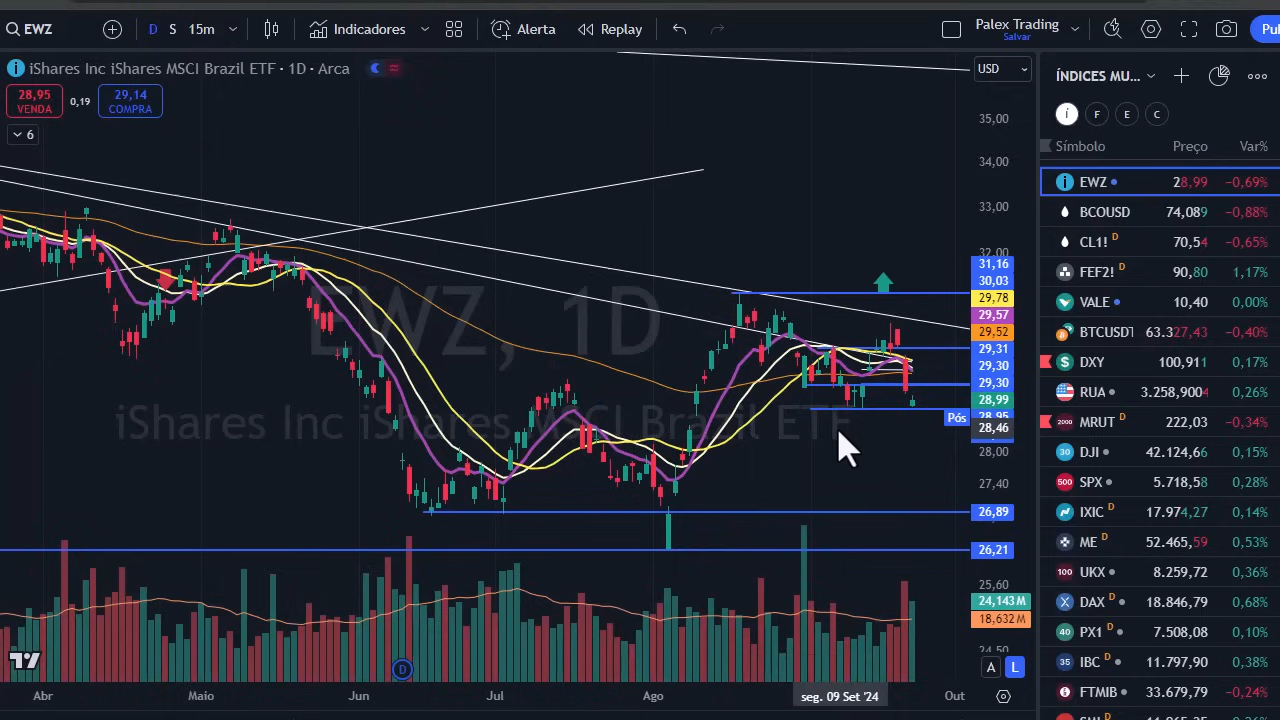 EWZ
D
S
15m
Indicadores
Alerta
Replay
Palex Trading
Salvar
iShares Inc iShares MSCI Brazil ETF · 1D · Arca
28,95
VENDA
0,19
29,14
COMPRA
6
EWZ, 1D
iShares Inc iShares MSCI Brazil ETF
USD
35,00
34,00
33,00
32,00
31,16
30,03
29,78
29,57
29,52
29,31
29,30
29,30
28,99
Pós
28,95
28,46
28,00
27,40
26,89
26,21
25,60
24,143 M
18,632 M
24,50
A
L
D
Abr
Maio
Jun
Jul
Ago
seg. 09 Set '24
Out
ÍNDICES MU...
i
F
E
C
Símbolo Preço Var%
EWZ 28,99 −0,69%
BCOUSD 74,089 −0,88%
CL1! D 70,54 −0,65%
FEF2! D 90,80 1,17%
VALE 10,40 0,00%
BTCUSDT 63.327,43 −0,40%
DXY 100,911 0,17%
RUA 3.258,9004 0,26%
2000 MRUT D 222,03 −0,34%
30 DJI 42.124,66 0,15%
500 SPX 5.718,58 0,28%
IXIC D 17.974,27 0,14%
ME D 52.465,59 0,53%
100 UKX 8.259,72 0,36%
X DAX D 18.846,79 0,68%
40 PX1 D 7.508,08 0,10%
35 IBC D 11.797,90 0,38%
FTMIB 33.679,79 −0,24%